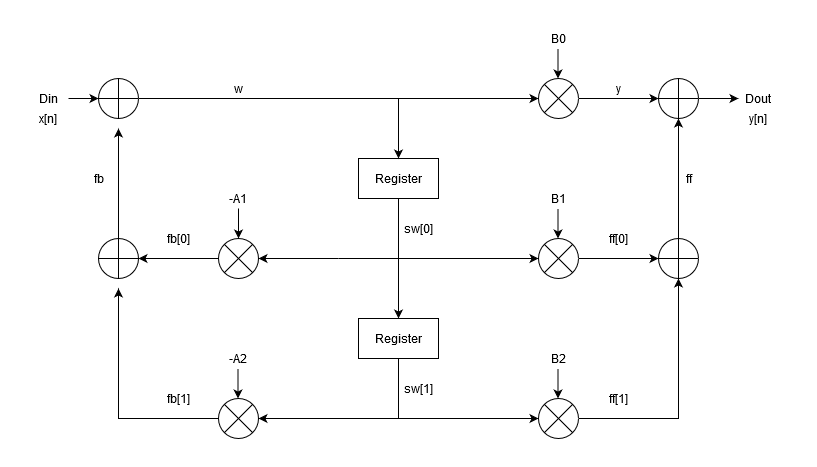 B0
Din
w
y
Dout
x[n]
y[n]
fb
Register
ff
-A1
B1
fb[0]
sw[0]
ff[0]
Register
-A2
B2
fb[1]
sw[1]
ff[1]